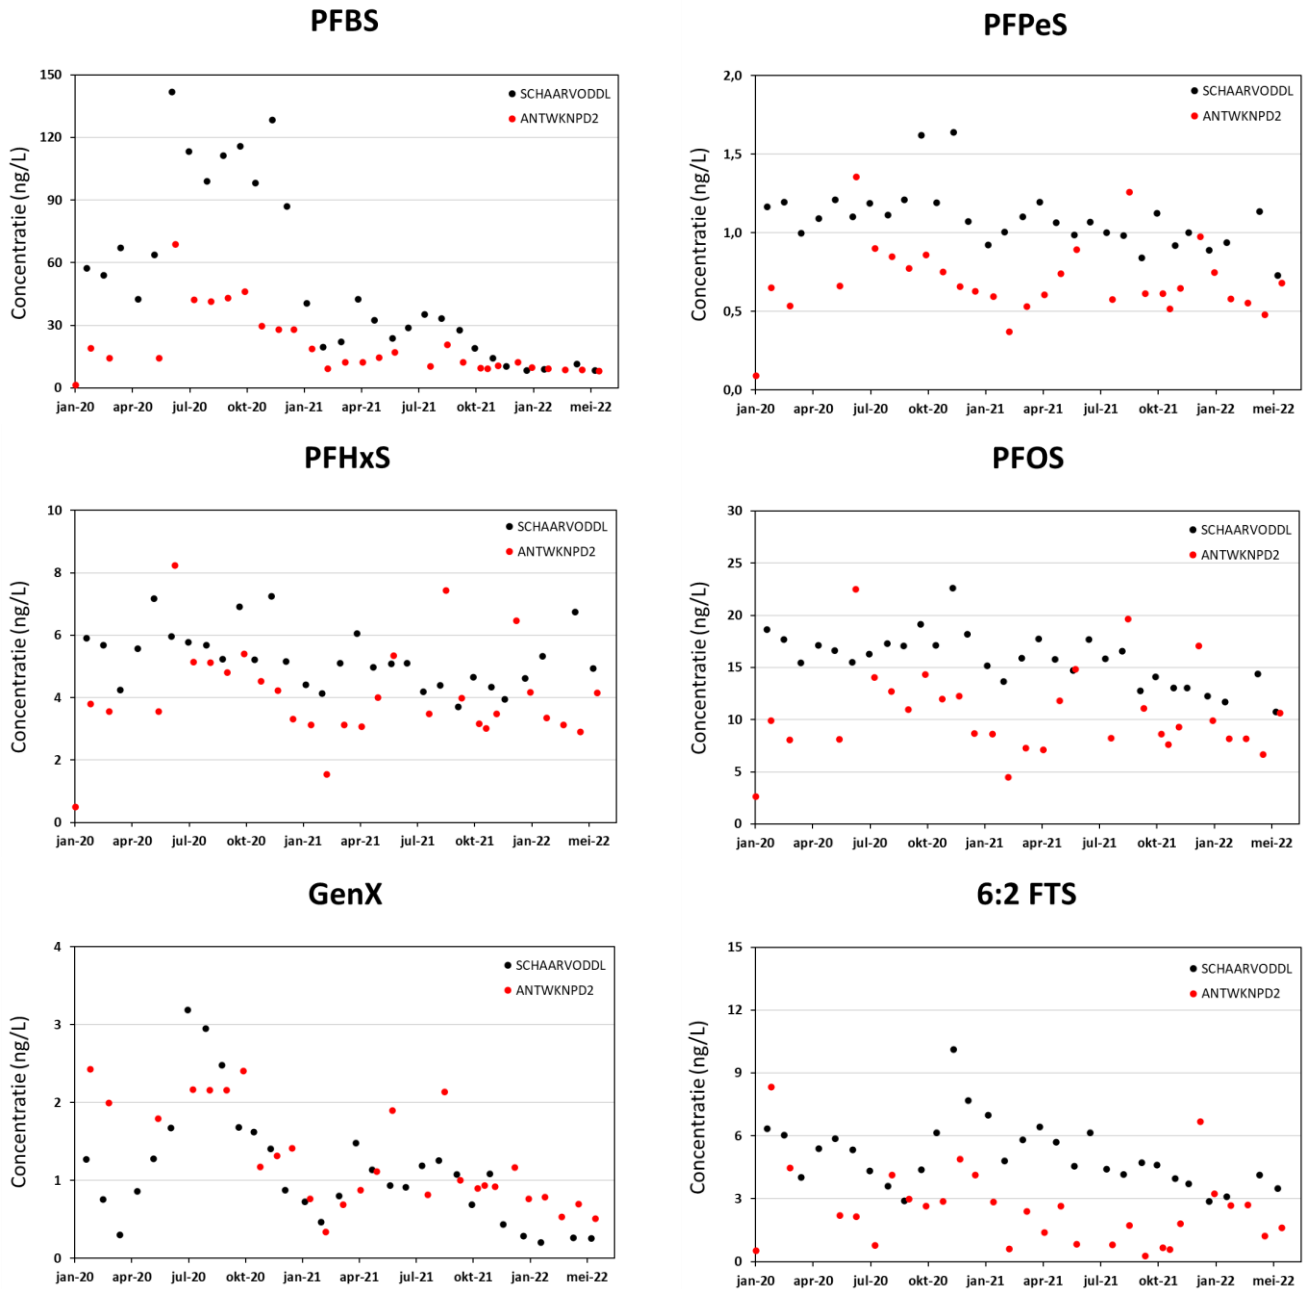 PFBS
PFPeS
Concentratie (ng/L)
150
120
90
60
30
0
SCHAARVODDL
ANTWKNPD2
jan-20 apr-20 jul-20 okt-20 jan-21 apr-21 jul-21 okt-21 jan-22 mei-22
Concentratie (ng/L)
2,0
1,5
1,0
0,5
0,0
SCHAARVODDL
ANTWKNPD2
jan-20 apr-20 jul-20 okt-20 jan-21 apr-21 jul-21 okt-21 jan-22 mei-22
PFHxS
PFOS
Concentratie (ng/L)
10
8
6
4
2
0
SCHAARVODDL
ANTWKNPD2
jan-20 apr-20 jul-20 okt-20 jan-21 apr-21 jul-21 okt-21 jan-22 mei-22
Concentratie (ng/L)
30
25
20
15
10
5
0
SCHAARVODDL
ANTWKNPD2
jan-20 apr-20 jul-20 okt-20 jan-21 apr-21 jul-21 okt-21 jan-22 mei-22
GenX
6:2 FTS
Concentratie (ng/L)
4
3
2
1
0
SCHAARVODDL
ANTWKNPD2
jan-20 apr-20 jul-20 okt-20 jan-21 apr-21 jul-21 okt-21 jan-22 mei-22
Concentratie (ng/L)
15
12
9
6
3
0
SCHAARVODDL
ANTWKNPD2
jan-20 apr-20 jul-20 okt-20 jan-21 apr-21 jul-21 okt-21 jan-22 mei-22